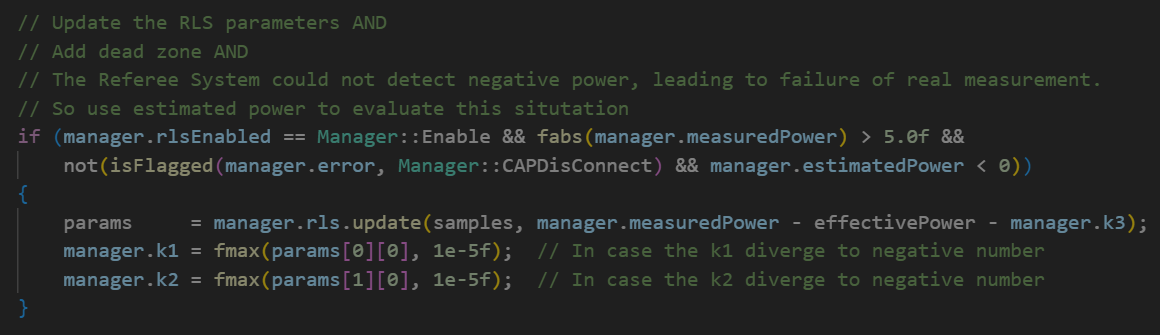 // Update the RLS parameters AND
// Add dead zone AND
// The Referee System could not detect negative power, leading to failure of real measurement.
// So use estimated power to evaluate this situtation
if (manager.rlsEnabled == Manager::Enable && fabs(manager.measuredPower) > 5.0f &&
    not(isFlagged(manager.error, Manager::CAPDisConnect) && manager.estimatedPower < 0))
{
    params     = manager.rls.update(samples, manager.measuredPower - effectivePower - manager.k3);
    manager.k1 = fmax(params[0][0], 1e-5f);  // In case the k1 diverge to negative number
    manager.k2 = fmax(params[1][0], 1e-5f);  // In case the k2 diverge to negative number
}